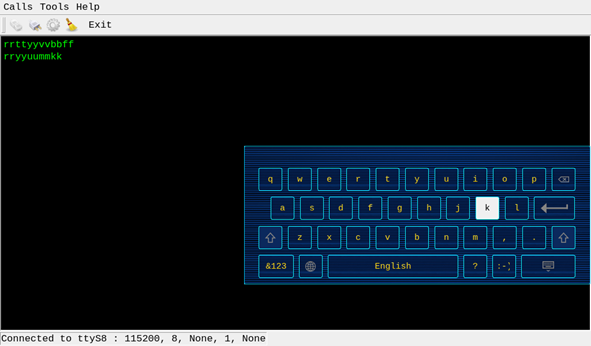 Calls Tools Help
Exit
rrttyyvvbbff
rryyuummkk
q w e r t y u i o p
a s d f g h j k l
z x c v b n m , .
&123 English ? :-;
Connected to ttyS8 : 115200, 8, None, 1, None